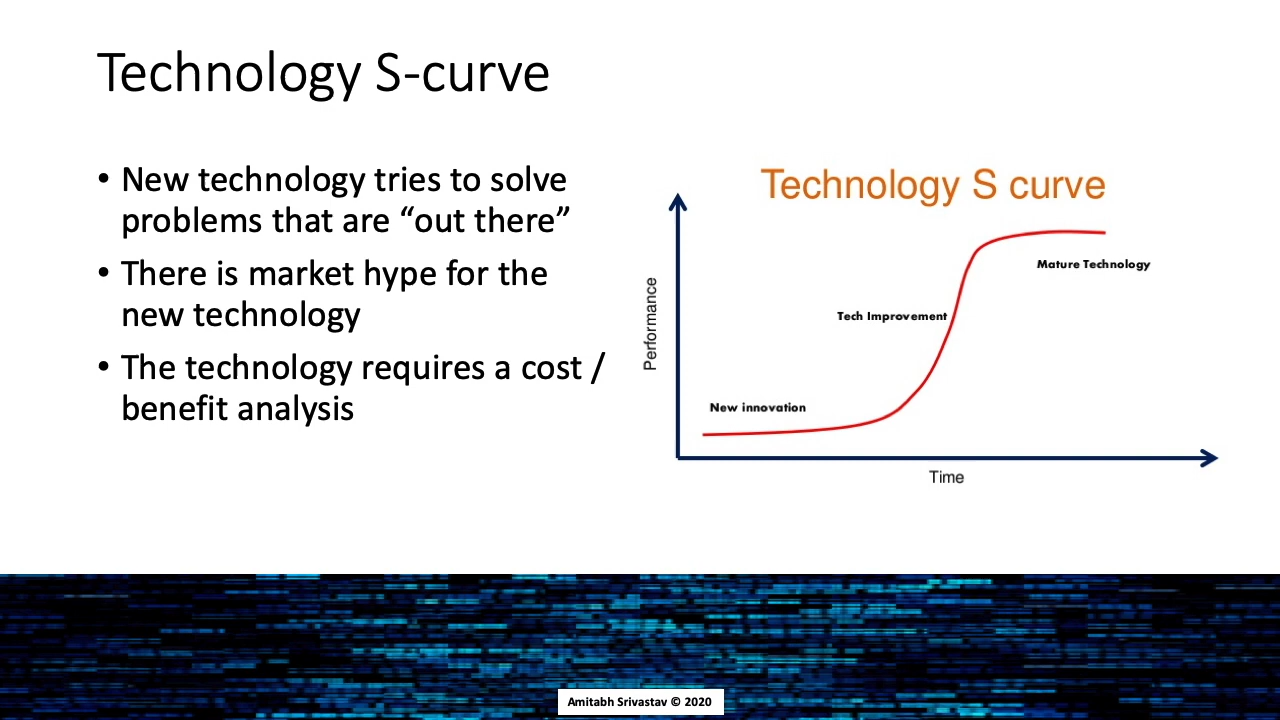 Technology S-curve
• New technology tries to solve
problems that are “out there”
• There is market hype for the
new technology
• The technology requires a cost /
benefit analysis
Technology S curve
Performance
Mature Technology
Tech Improvement
New innovation
Time
Amitabh Srivastav © 2020